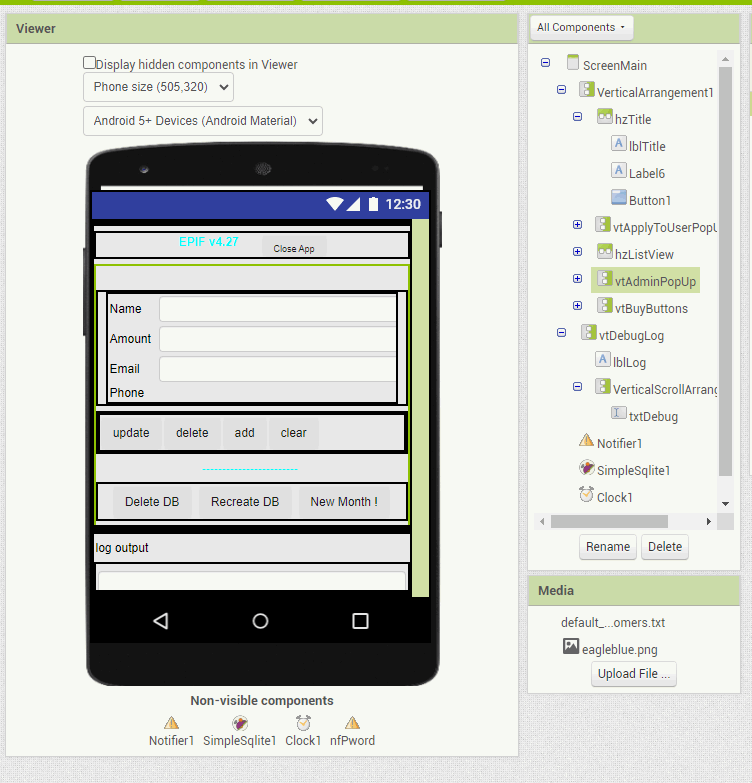 Viewer
Display hidden components in Viewer
Phone size (505,320)
Android 5+ Devices (Android Material)
12:30
EPIF v4.27
Close App
Name
Amount
Email
Phone
update delete add clear
------------------------
Delete DB Recreate DB New Month !
log output
Non-visible components
Notifier1 SimpleSqlite1 Clock1 nfPword
All Components
ScreenMain
VerticalArrangement1
hzTitle
lblTitle
Label6
Button1
vtApplyToUserPopU
hzListView
vtAdminPopUp
vtBuyButtons
vtDebugLog
lblLog
VerticalScrollArrang
txtDebug
Notifier1
SimpleSqlite1
Clock1
Rename Delete
Media
default_...omers.txt
eagleblue.png
Upload File ...